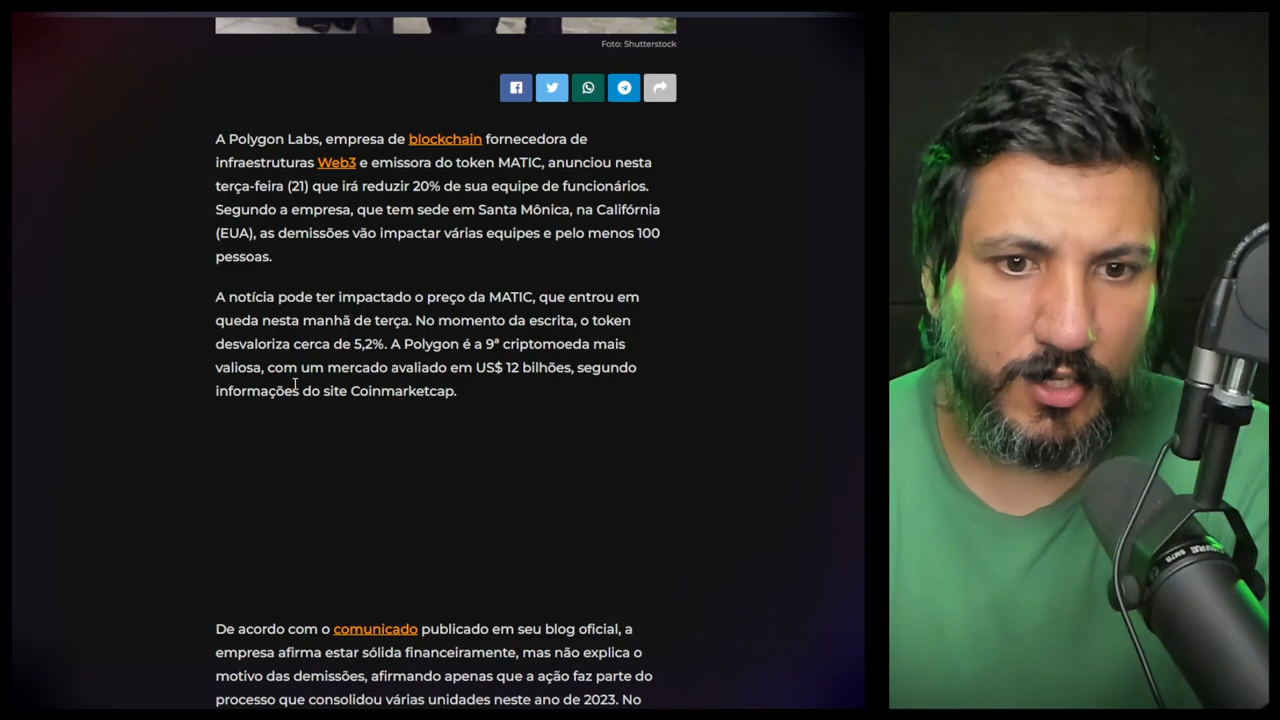 Foto: Shutterstock
A Polygon Labs, empresa de blockchain fornecedora de
infraestruturas Web3 e emissora do token MATIC, anunciou nesta
terça-feira (21) que irá reduzir 20% de sua equipe de funcionários.
Segundo a empresa, que tem sede em Santa Mônica, na Califórnia
(EUA), as demissões vão impactar várias equipes e pelo menos 100
pessoas.
A notícia pode ter impactado o preço da MATIC, que entrou em
queda nesta manhã de terça. No momento da escrita, o token
desvaloriza cerca de 5,2%. A Polygon é a 9ª criptomoeda mais
valiosa, com um mercado avaliado em US$ 12 bilhões, segundo
informações do site Coinmarketcap.
De acordo com o comunicado publicado em seu blog oficial, a
empresa afirma estar sólida financeiramente, mas não explica o
motivo das demissões, afirmando apenas que a ação faz parte do
processo que consolidou várias unidades neste ano de 2023. No